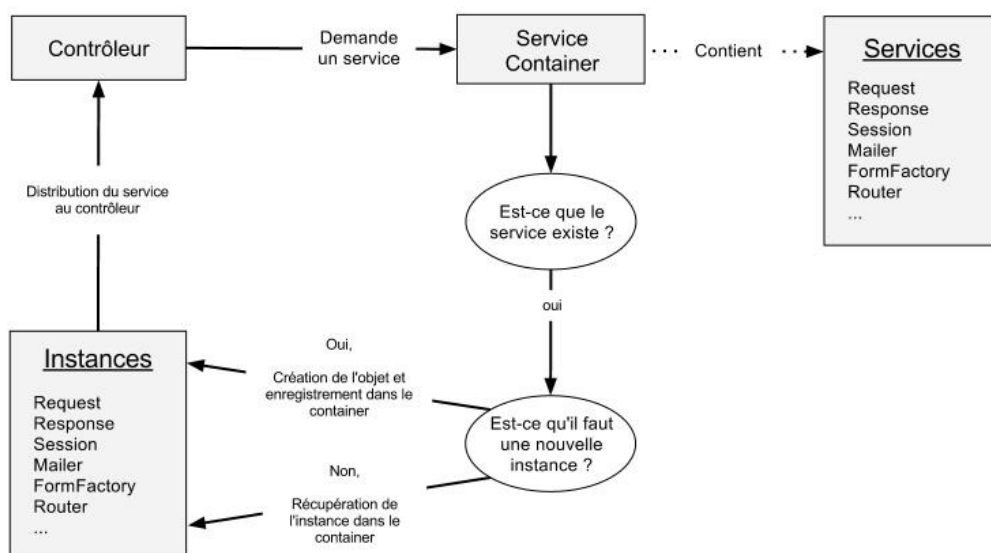 Contrôleur
Demande
un service
Service
Container
Contient
Services
Request
Response
Session
Mailer
FormFactory
Router
...
Distribution du service
au contrôleur
Est-ce que le
service existe ?
oui
Instances
Request
Response
Session
Mailer
FormFactory
Router
...
Oui,
Création de l'objet et
enregistrement dans le
container
Est-ce qu'il faut
une nouvelle
instance ?
Non,
Récupération de
l'instance dans le
container